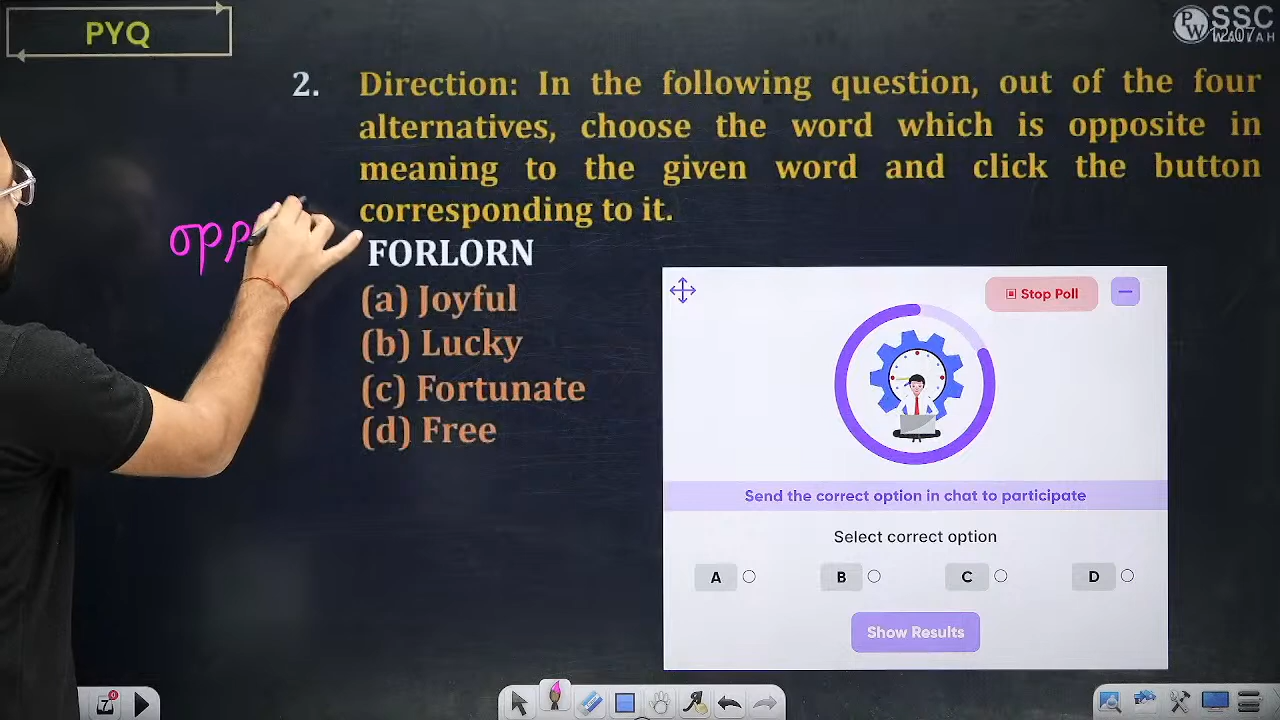 PYQ
SSC
12:07
2. Direction: In the following question, out of the four
alternatives, choose the word which is opposite in
meaning to the given word and click the button
corresponding to it.
opp
FORLORN
(a) Joyful
(b) Lucky
(c) Fortunate
(d) Free
Stop Poll
Send the correct option in chat to participate
Select correct option
A
B
C
D
Show Results